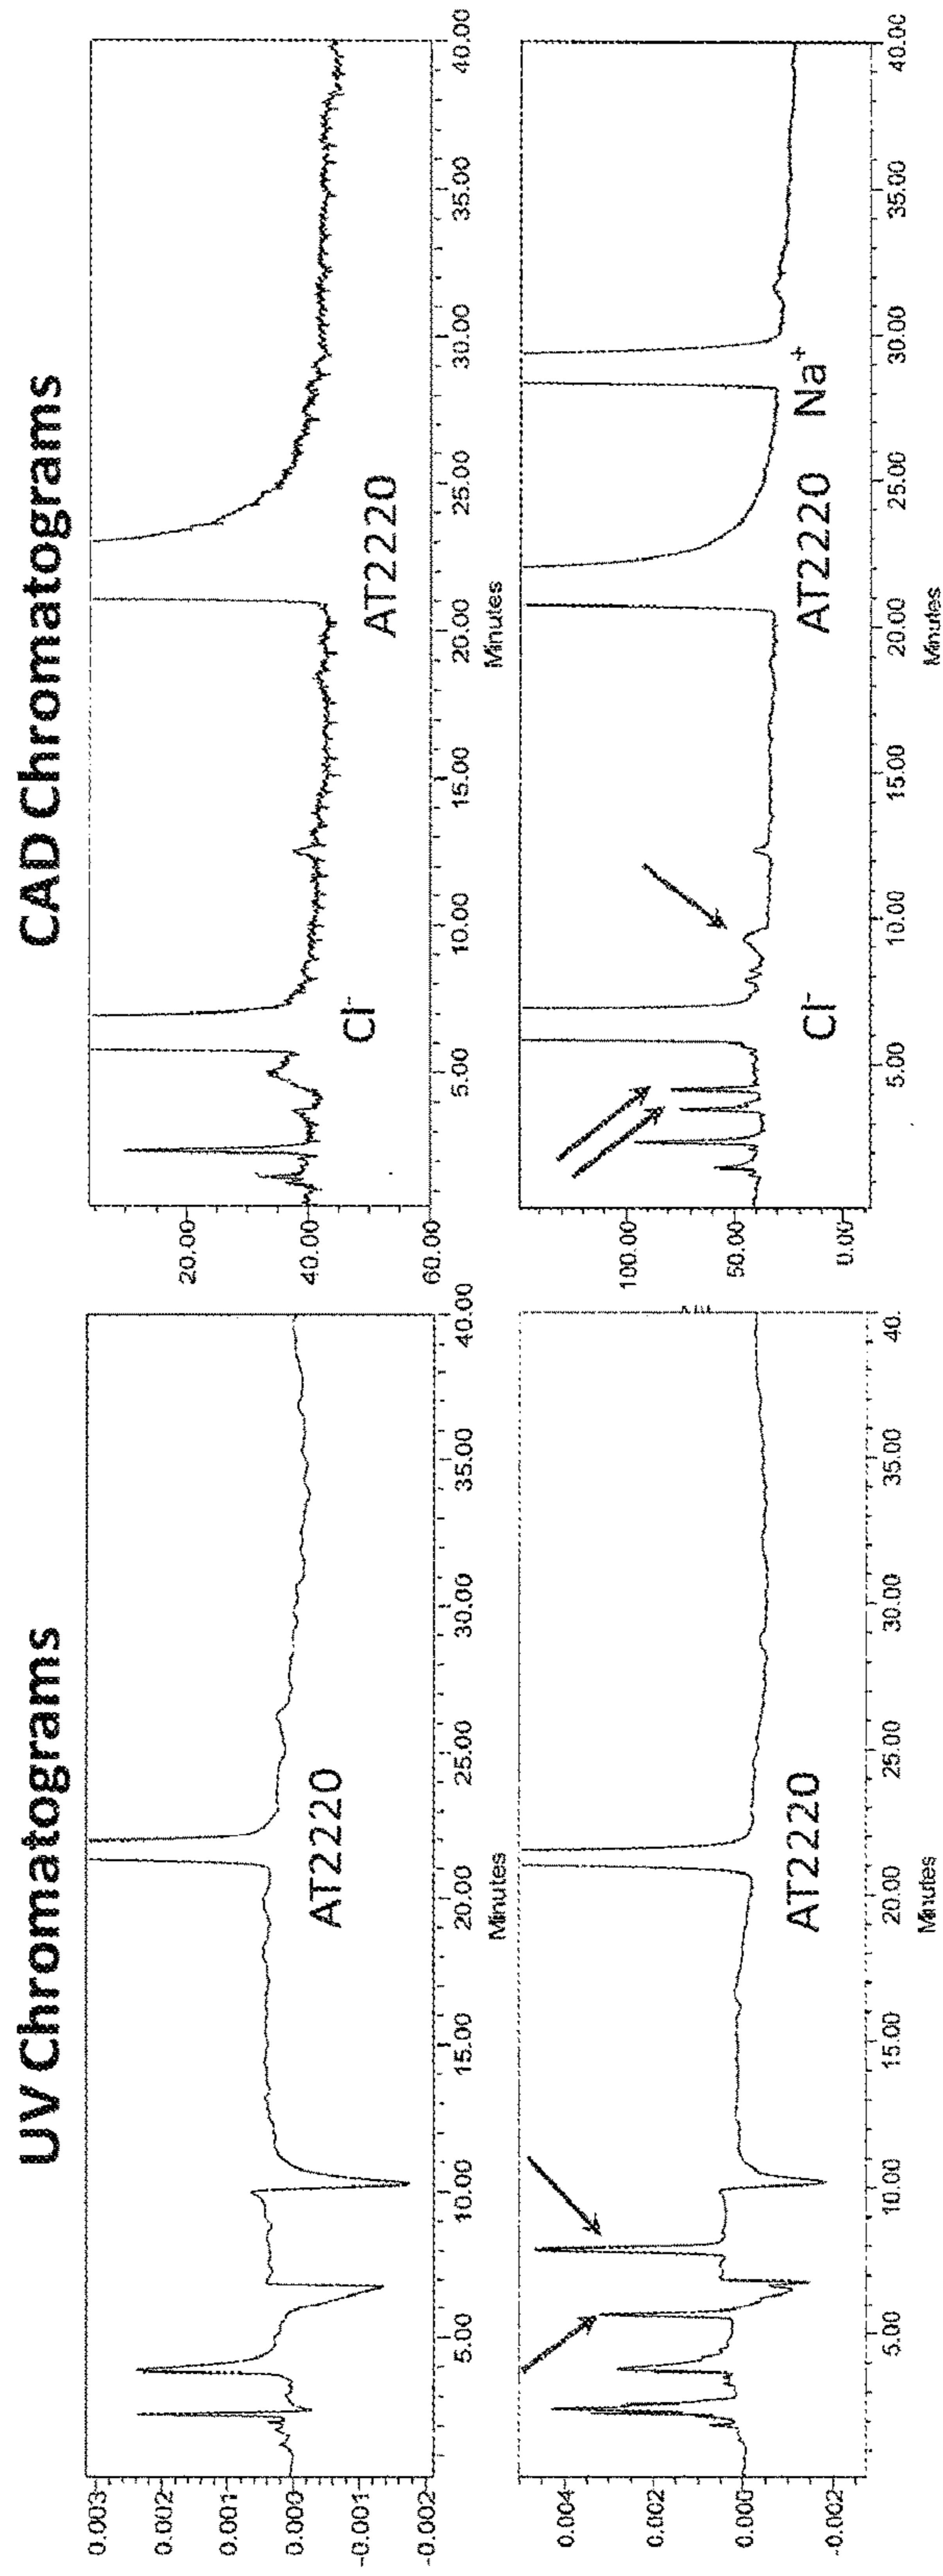 UV Chromatograms
0.003
0.002
0.001
0.000
-0.001
-0.002
5.00 10.00 15.00 20.00 25.00 30.00 35.00 40.00
Minutes
AT2220
0.004
0.002
0.000
-0.002
5.00 10.00 15.00 20.00 25.00 30.00 35.00 40.
Minutes
AT2220
CAD Chromatograms
20.00
40.00
60.00
5.00 10.00 15.00 20.00 25.00 30.00 35.00 40.00
Minutes
Cl⁻
AT2220
100.00
50.00
0.00
5.00 10.00 15.00 20.00 25.00 30.00 35.00 40.00
Minutes
Cl⁻
AT2220
Na⁺